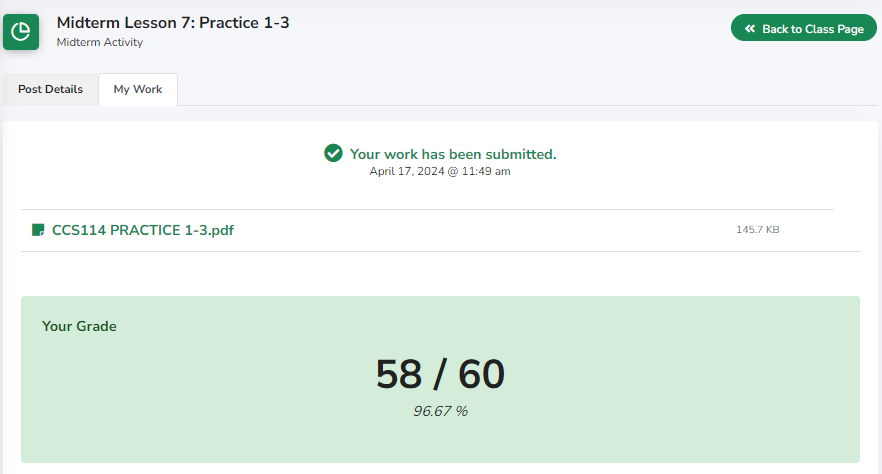 Midterm Lesson 7: Practice 1-3
Midterm Activity
Back to Class Page
Post Details
My Work
Your work has been submitted.
April 17, 2024 @ 11:49 am
CCS114 PRACTICE 1-3.pdf
145.7 KB
Your Grade
58 / 60
96.67 %